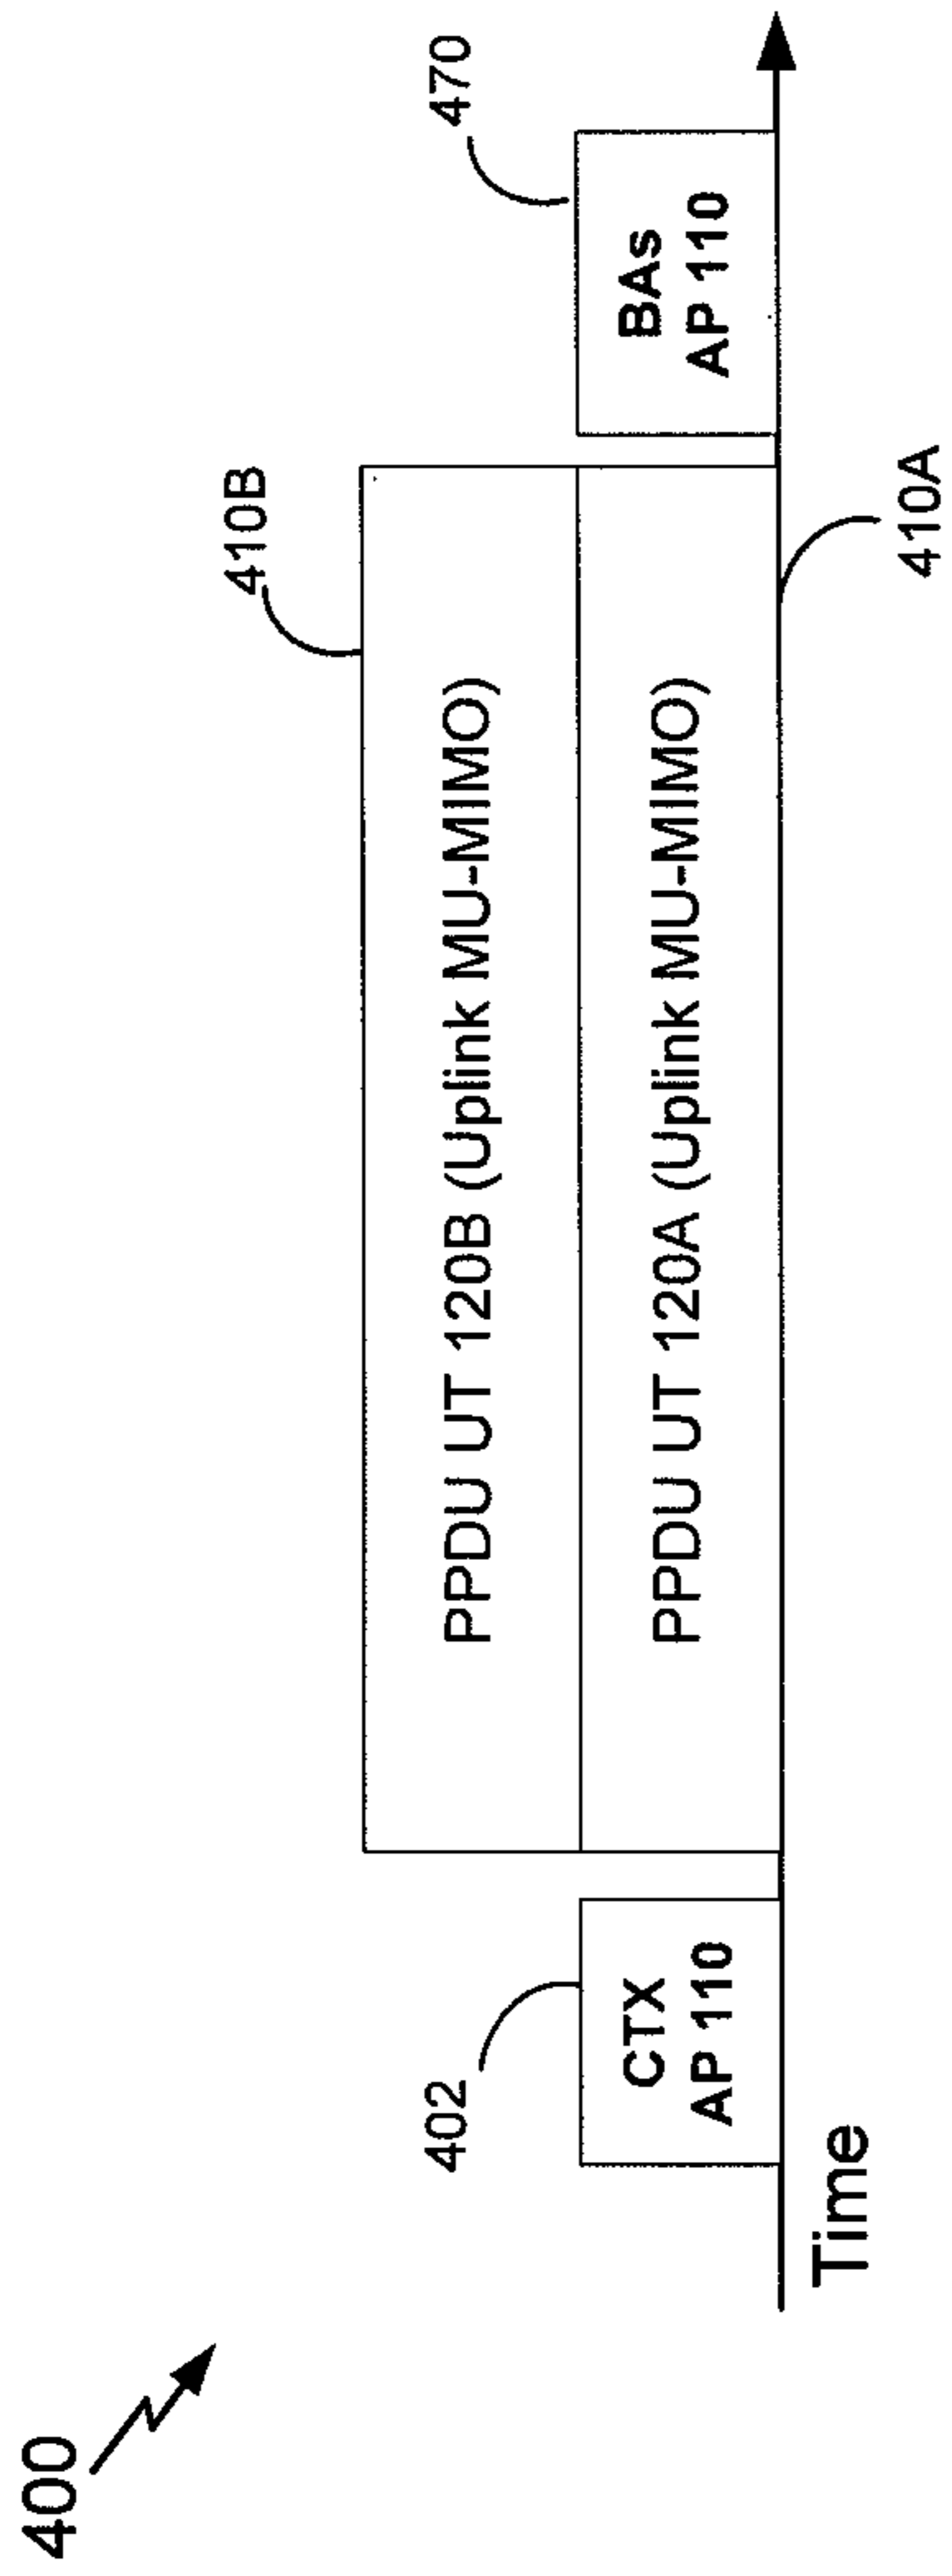 400
410B
470
402
PPDU UT 120B (Uplink MU-MIMO)
CTX
AP 110
PPDU UT 120A (Uplink MU-MIMO)
BAs
AP 110
Time
410A